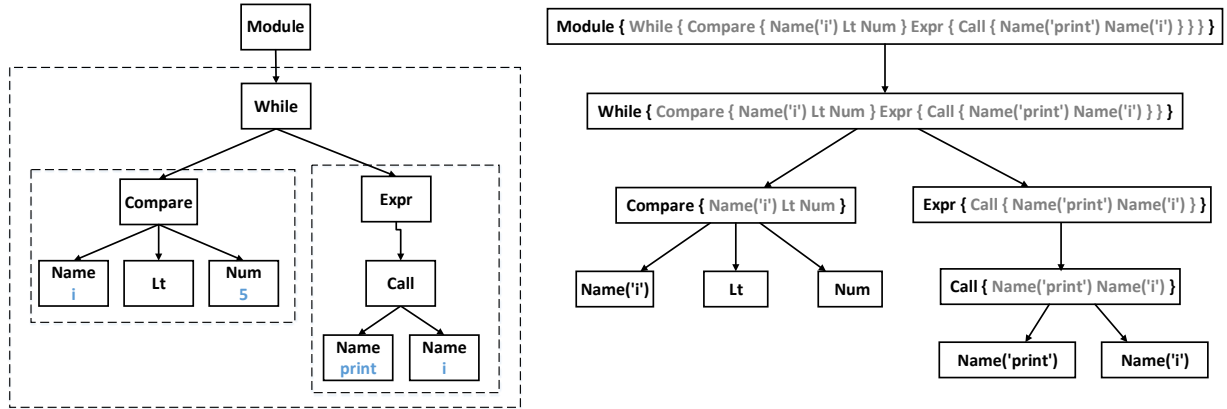 Module
While
Compare
Expr
Name
i
Lt
Num
5
Call
Name
print
Name
i
Module { While { Compare { Name('i') Lt Num } Expr { Call { Name('print') Name('i') } } } }
While { Compare { Name('i') Lt Num } Expr { Call { Name('print') Name('i') } } }
Compare { Name('i') Lt Num }
Expr { Call { Name('print') Name('i') } }
Name('i')
Lt
Num
Call { Name('print') Name('i') }
Name('print')
Name('i')